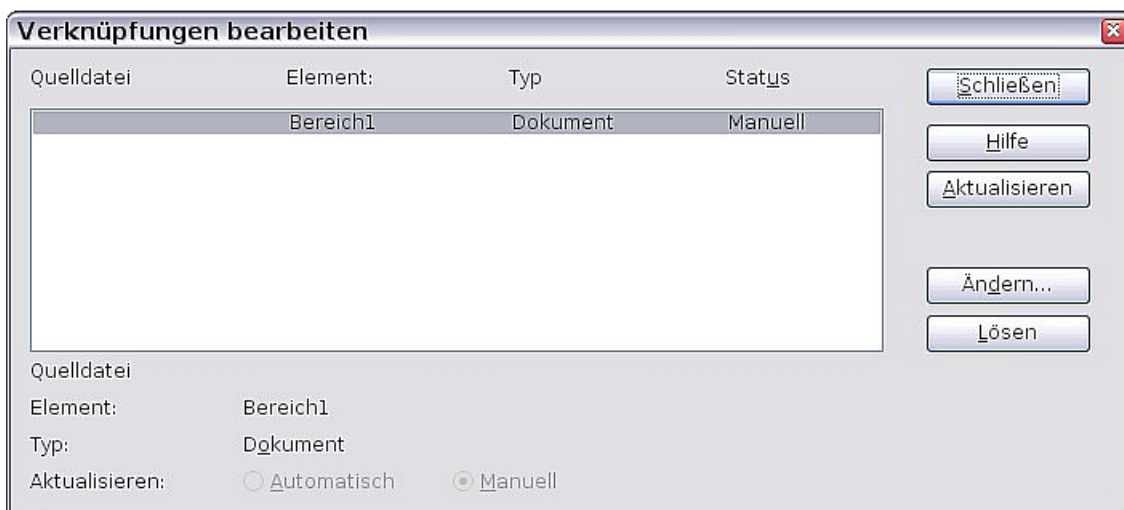 Verknüpfungen bearbeiten
Quelldatei Element: Typ Status
Bereich1 Dokument Manuell
Schließen
Hilfe
Aktualisieren
Ändern...
Lösen
Quelldatei
Element: Bereich1
Typ: Dokument
Aktualisieren: Automatisch Manuell